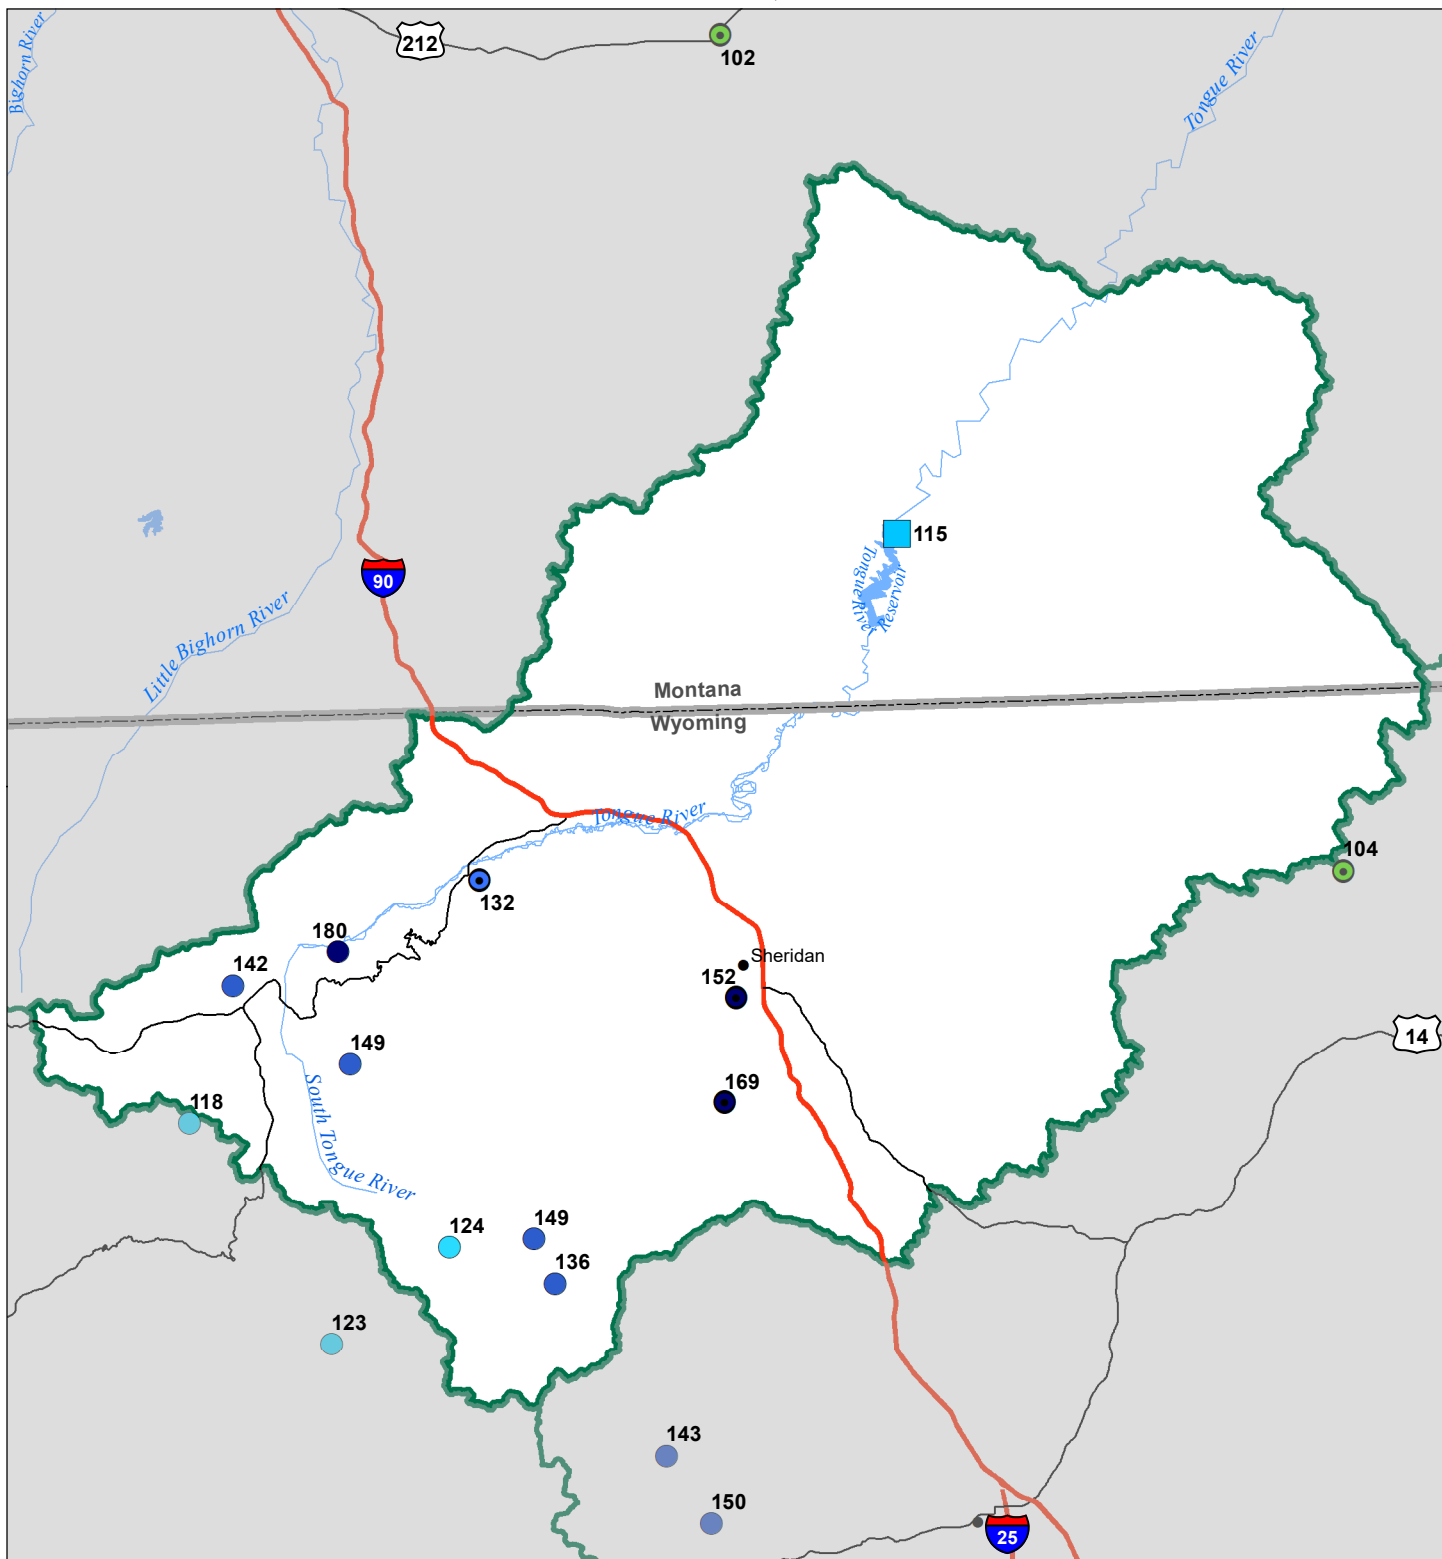 Bighorn River
212
102
Tongue River
115
Tongue River
Reservoir
90
Little Bighorn River
Montana
Wyoming
Tongue River
104
132
180
Sheridan
142
152
14
149
169
118
South Tongue River
124
149
136
123
143
150
25